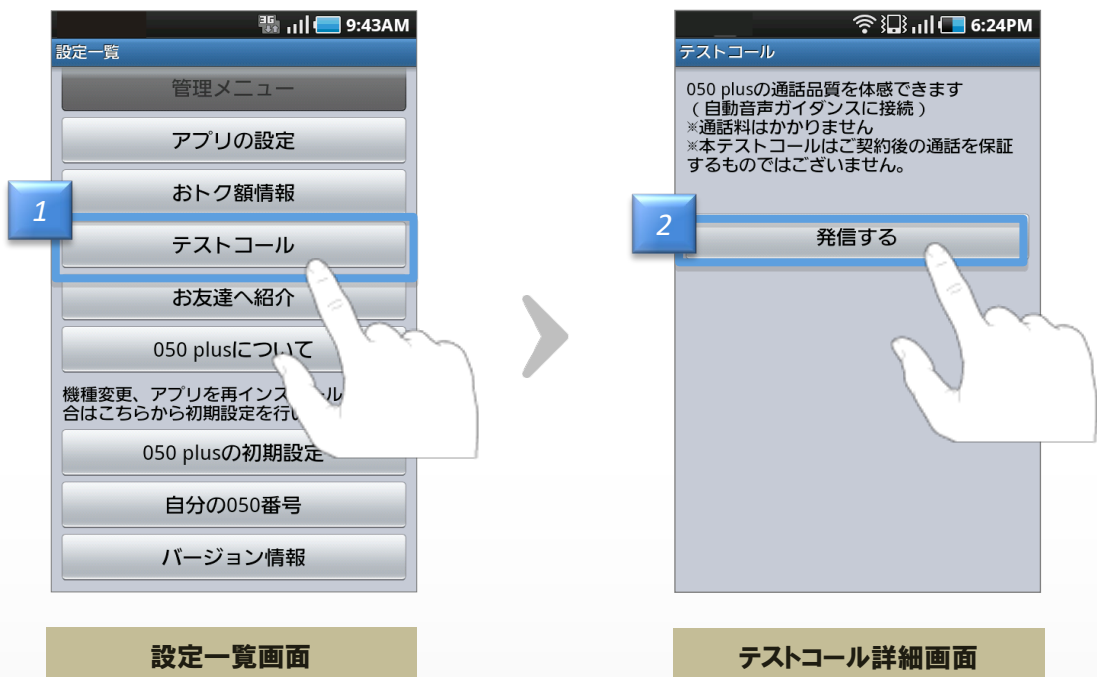 3G 9:43AM
設定一覧
管理メニュー
アプリの設定
おトク額情報
1
テストコール
お友達へ紹介
050 plusについて
機種変更、アプリを再インス ール
合はこちらから初期設定を行い
050 plusの初期設定
自分の050番号
バージョン情報
設定一覧画面
6:24PM
テストコール
050 plusの通話品質を体感できます
(自動音声ガイダンスに接続)
※通話料はかかりません
※本テストコールはご契約後の通話を保証
するものではございません。
2
発信する
テストコール詳細画面